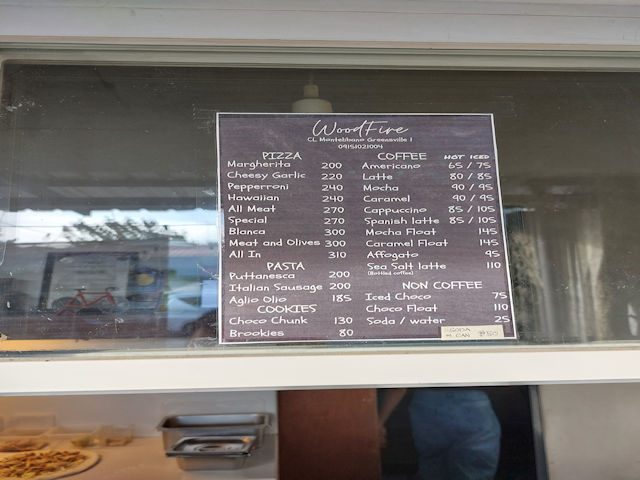 WoodFire
CL Montelibano Greensville 1
09151021004
PIZZA
Margherita 200
Cheesy Garlic 220
Pepperroni 240
Hawaiian 240
All Meat 270
Special 270
Blanca 300
Meat and Olives 300
All In 310
PASTA
Puttanesca 200
Italian Sausage 200
Aglio Olio 185
COOKIES
Choco Chunk 130
Brookies 80
COFFEE HOT ICED
Americano 65 / 75
Latte 80 / 85
Mocha 90 / 95
Caramel 90 / 95
Cappuccino 85 / 105
Spanish latte 85 / 105
Mocha Float 145
Caramel Float 145
Affogato 95
Sea Salt latte 110
(Bottled coffee)
NON COFFEE
Iced Choco 75
Choco Float 110
Soda / water 25
SODA
CAN